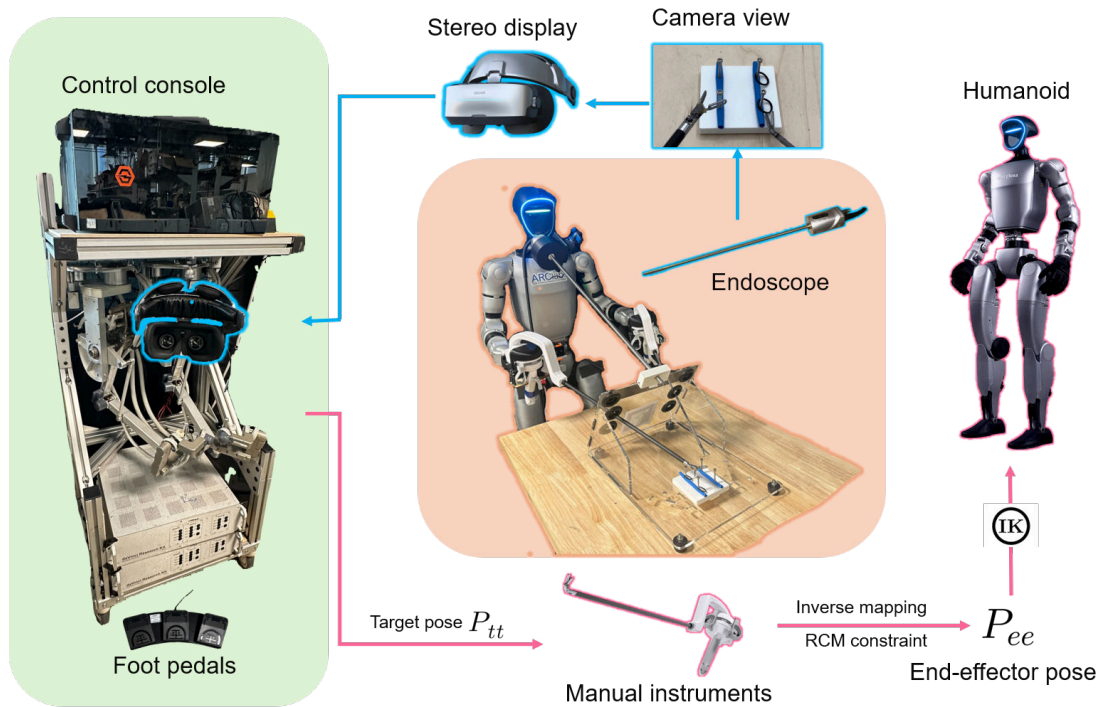 Control console
Stereo display
Camera view
Humanoid
ARC
Endoscope
Foot pedals
Target pose P_tt
Manual instruments
Inverse mapping
RCM constraint
IK
P_ee
End-effector pose